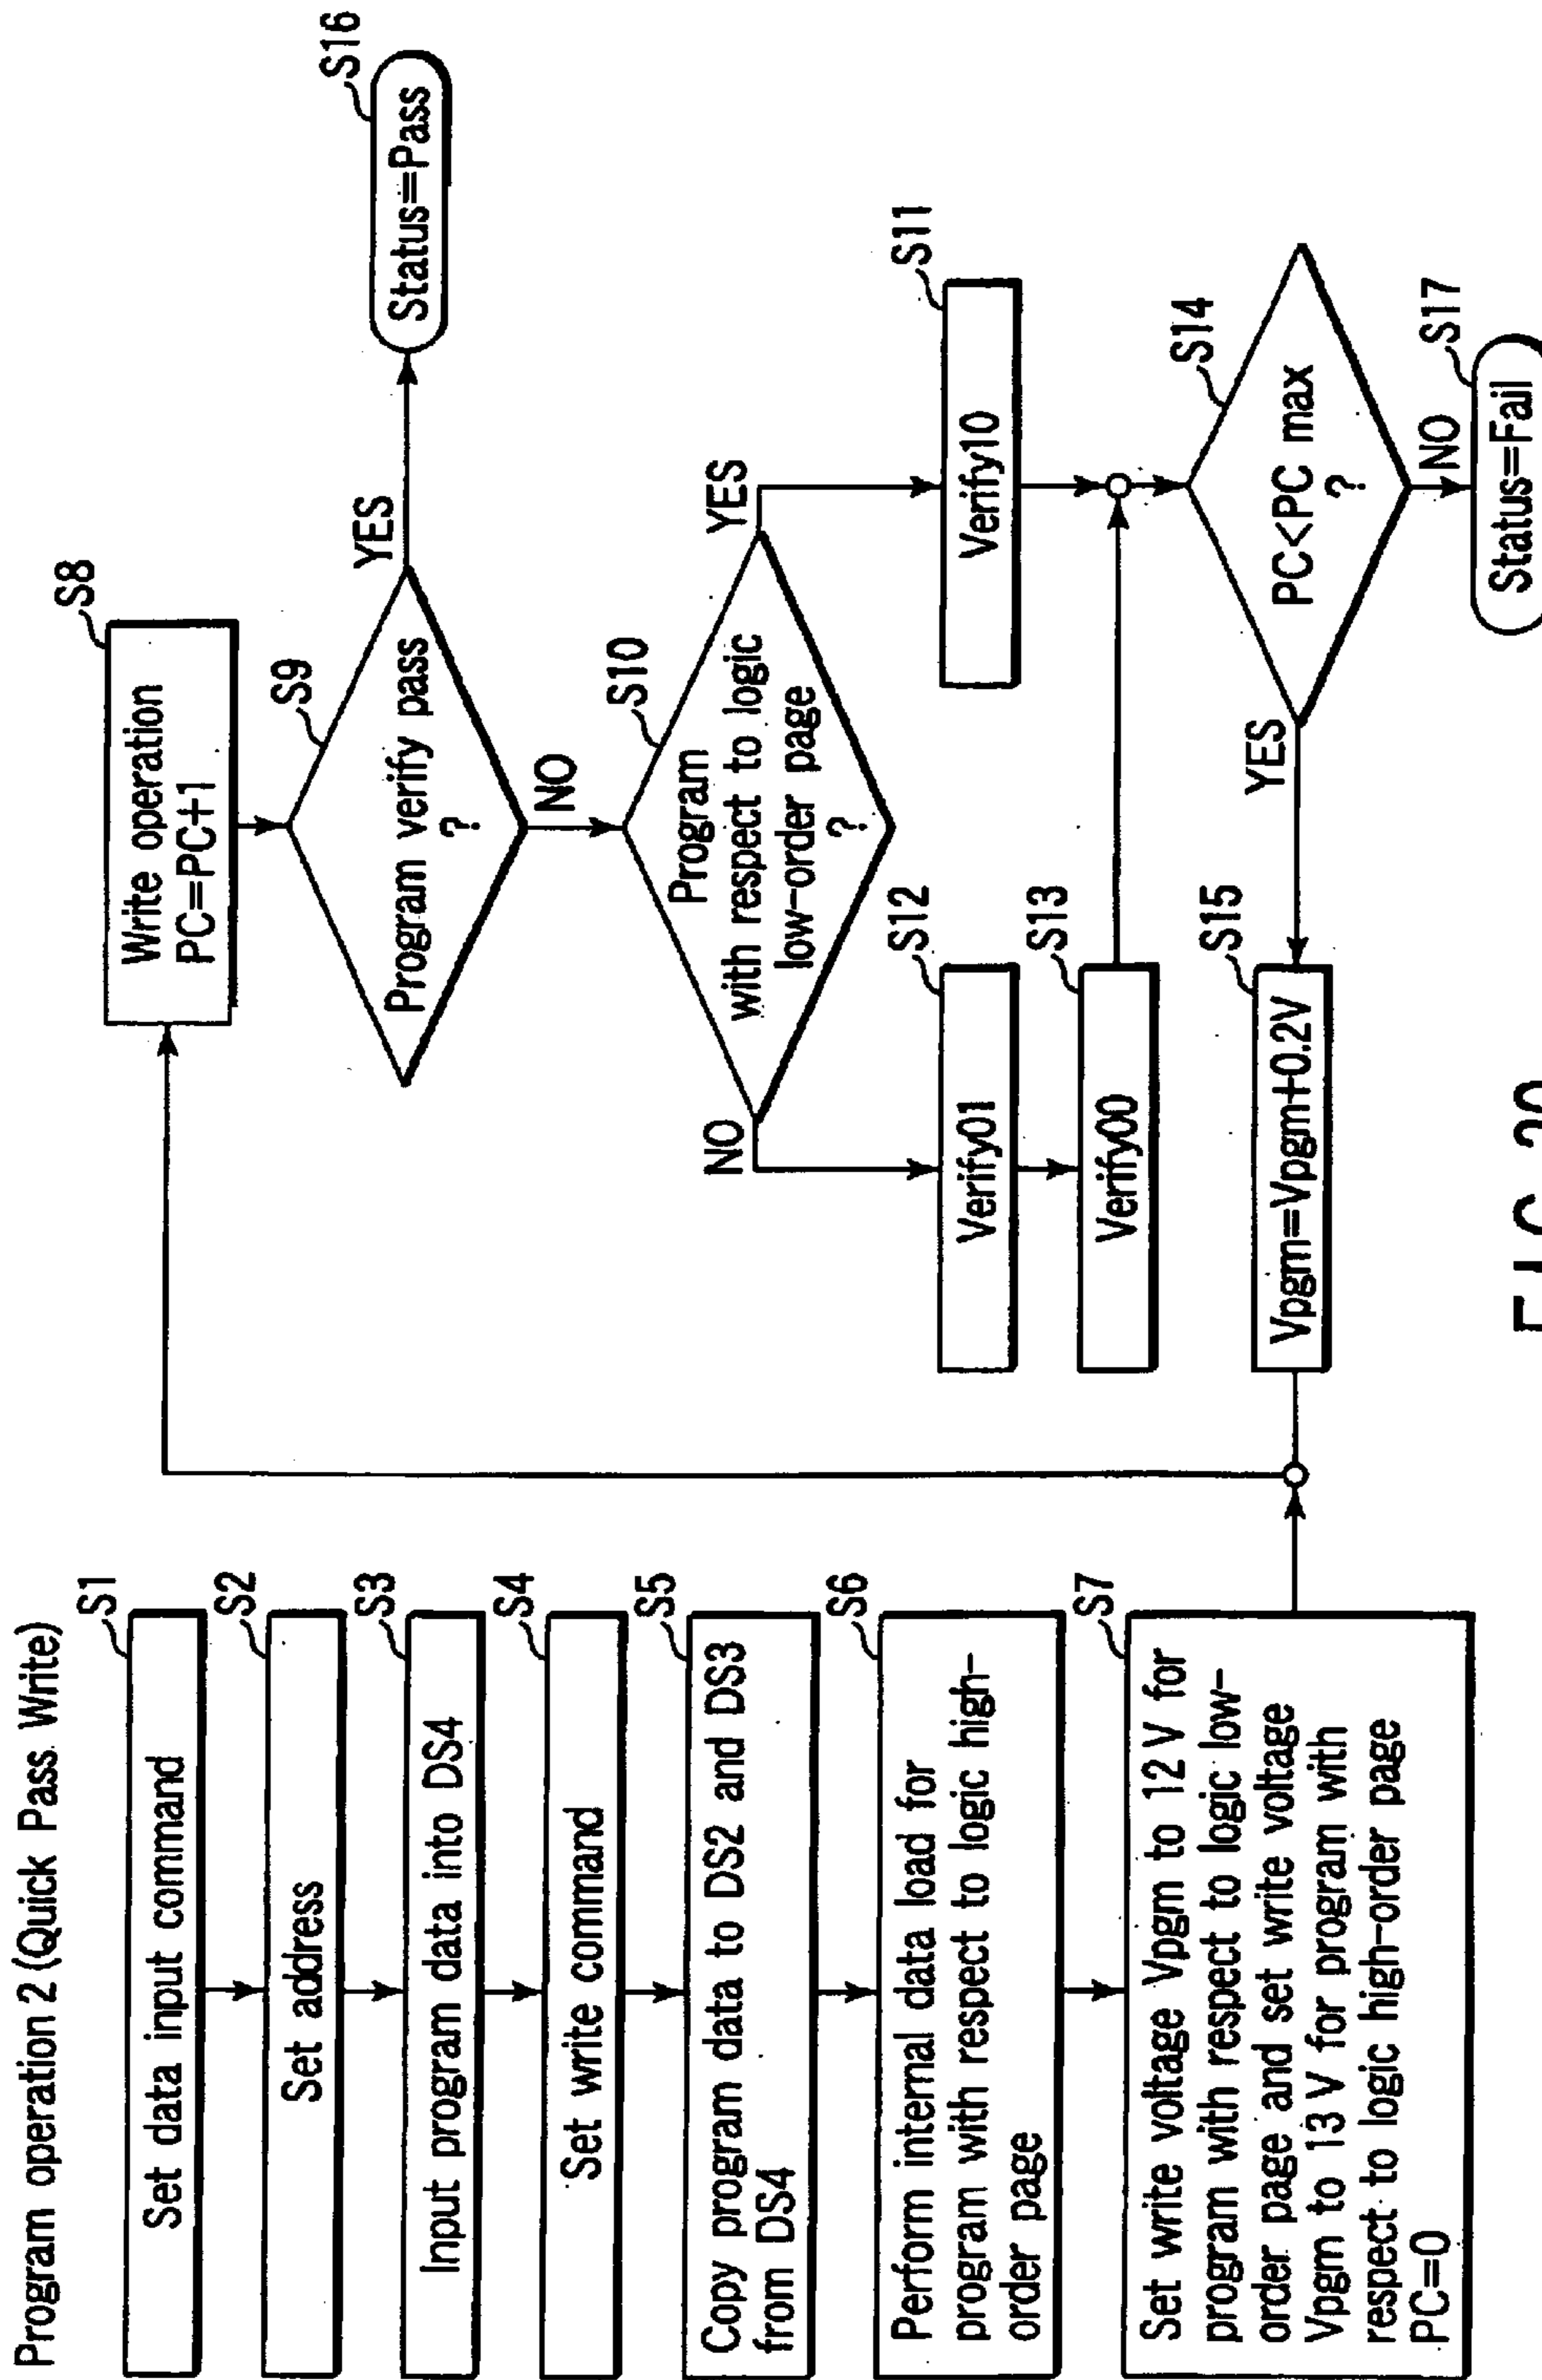 Program operation 2 (Quick Pass Write)
S1
Set data input command
S2
Set address
S3
Input program data into DS4
S4
Set write command
S5
Copy program data to DS2 and DS3
from DS4
S6
Perform internal data load for
program with respect to logic high-
order page
S7
Set write voltage Vpgm to 12 V for
program with respect to logic low-
order page and set write voltage
Vpgm to 13 V for program with
respect to logic high-order page
PC=0
S8
Write operation
PC=PC+1
S9
Program verify pass
?
YES
S16
Status=Pass
NO
S10
Program
with respect to logic
low-order page
?
YES
S11
Verify10
NO
S12
Verify01
S13
Verify00
S14
PC<PC max
?
YES
S15
Vpgm=Vpgm+0.2V
NO
S17
Status=Fail